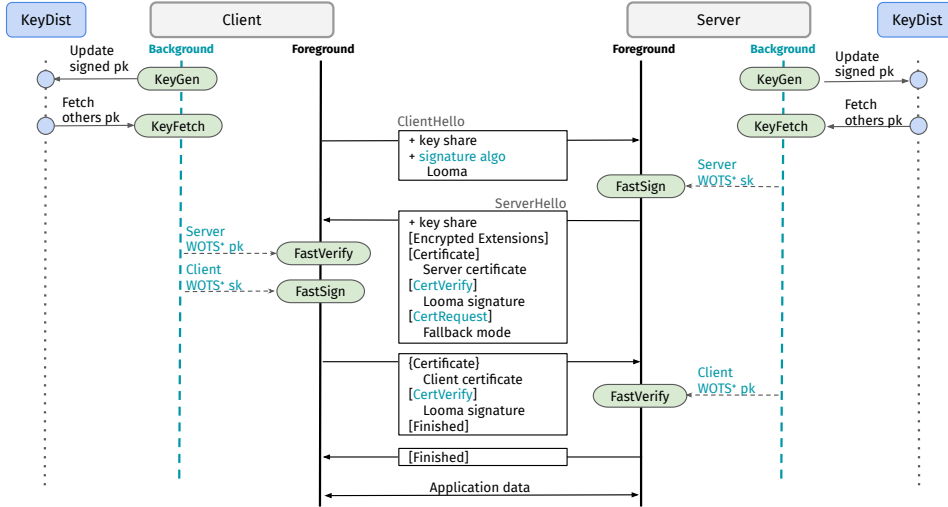 KeyDist
Client
Server
KeyDist
Background
Foreground
Foreground
Background
Update
signed pk
KeyGen
KeyGen
Update
signed pk
Fetch
others pk
KeyFetch
KeyFetch
Fetch
others pk
ClientHello
+ key share
+ signature algo
Looma
Server
WOTS* sk
FastSign
ServerHello
+ key share
[Encrypted Extensions]
[Certificate]
Server certificate
[CertVerify]
Looma signature
[CertRequest]
Fallback mode
Server
WOTS* pk
FastVerify
Client
WOTS* sk
FastSign
{Certificate}
Client certificate
[CertVerify]
Looma signature
[Finished]
Client
WOTS* pk
FastVerify
[Finished]
Application data